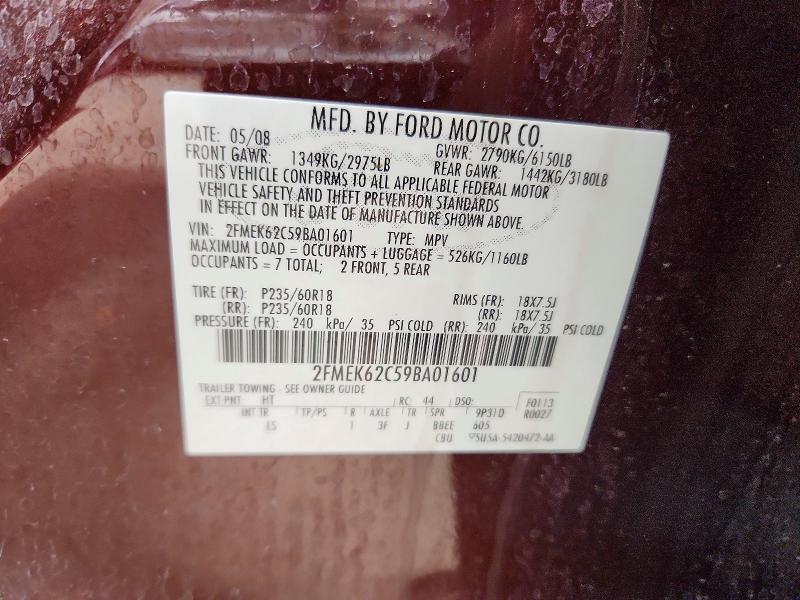 MFD. BY FORD MOTOR CO.
DATE: 05/08 GVWR: 2790KG/6150LB
FRONT GAWR: 1349KG/2975LB REAR GAWR: 1442KG/3180LB
THIS VEHICLE CONFORMS TO ALL APPLICABLE FEDERAL MOTOR
VEHICLE SAFETY AND THEFT PREVENTION STANDARDS
IN EFFECT ON THE DATE OF MANUFACTURE SHOWN ABOVE.
VIN: 2FMEK62C59BA01601 TYPE: MPV
MAXIMUM LOAD = OCCUPANTS + LUGGAGE = 526KG/1160LB
OCCUPANTS = 7 TOTAL; 2 FRONT, 5 REAR
TIRE (FR): P235/60R18 RIMS (FR): 18X7.5J
(RR): P235/60R18 (RR): 18X7.5J
PRESSURE (FR): 240 kPa/ 35 PSI COLD (RR): 240 kPa/ 35 PSI COLD
2FMEK62C59BA01601
TRAILER TOWING - SEE OWNER GUIDE
EXT PNT HT RC: 44 DSO: F0113
INT TR TP/PS R AXLE TR SPR 9P31D R0027
I 3F J BBEE 605
CBU 5U5A-5420472-AA